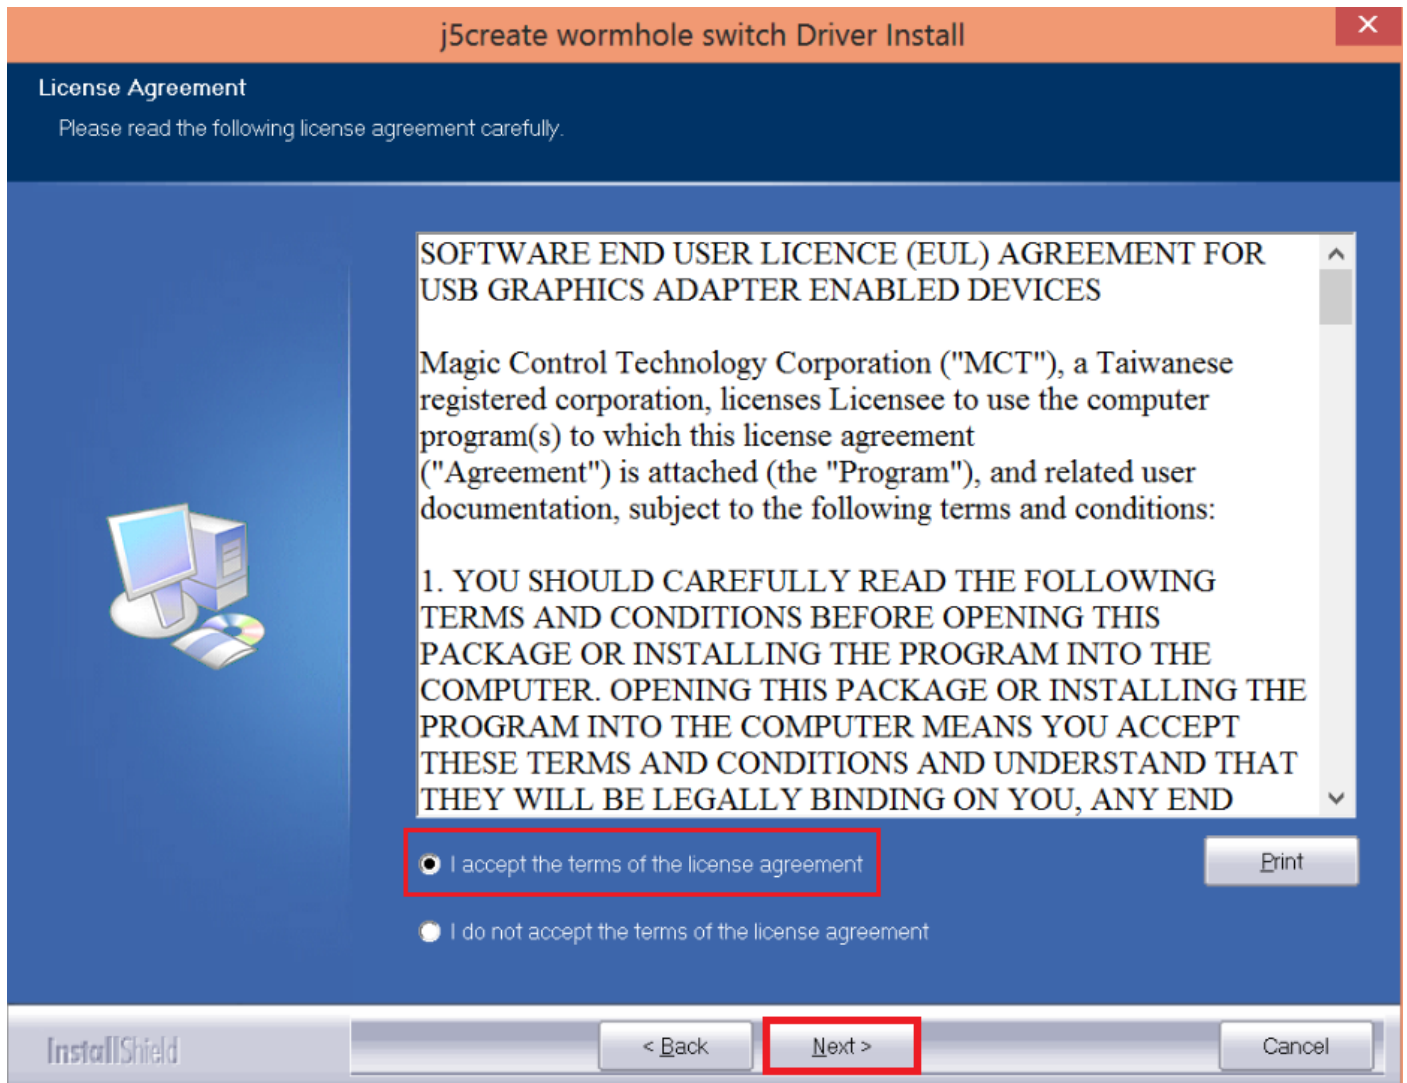 j5create wormhole switch Driver Install
License Agreement
Please read the following license agreement carefully.
SOFTWARE END USER LICENCE (EUL) AGREEMENT FOR
USB GRAPHICS ADAPTER ENABLED DEVICES
Magic Control Technology Corporation ("MCT"), a Taiwanese
registered corporation, licenses Licensee to use the computer
program(s) to which this license agreement
("Agreement") is attached (the "Program"), and related user
documentation, subject to the following terms and conditions:
1. YOU SHOULD CAREFULLY READ THE FOLLOWING
TERMS AND CONDITIONS BEFORE OPENING THIS
PACKAGE OR INSTALLING THE PROGRAM INTO THE
COMPUTER. OPENING THIS PACKAGE OR INSTALLING THE
PROGRAM INTO THE COMPUTER MEANS YOU ACCEPT
THESE TERMS AND CONDITIONS AND UNDERSTAND THAT
THEY WILL BE LEGALLY BINDING ON YOU, ANY END
I accept the terms of the license agreement
Print
I do not accept the terms of the license agreement
InstallShield
< Back
Next >
Cancel